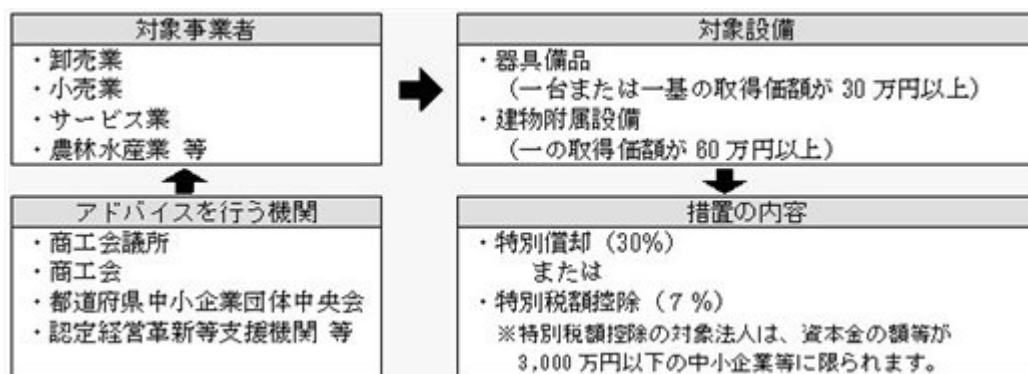 対象事業者
・卸売業
・小売業
・サービス業
・農林水産業 等
対象設備
・器具備品
(一台または一基の取得価額が 30 万円以上)
・建物附属設備
(一の取得価額が 60 万円以上)
アドバイスを行う機関
・商工会議所
・商工会
・都道府県中小企業団体中央会
・認定経営革新等支援機関 等
措置の内容
・特別償却 (30%)
または
・特別税額控除 (7 %)
※特別税額控除の対象法人は、資本金の額等が
3,000 万円以下の中小企業等に限られます。